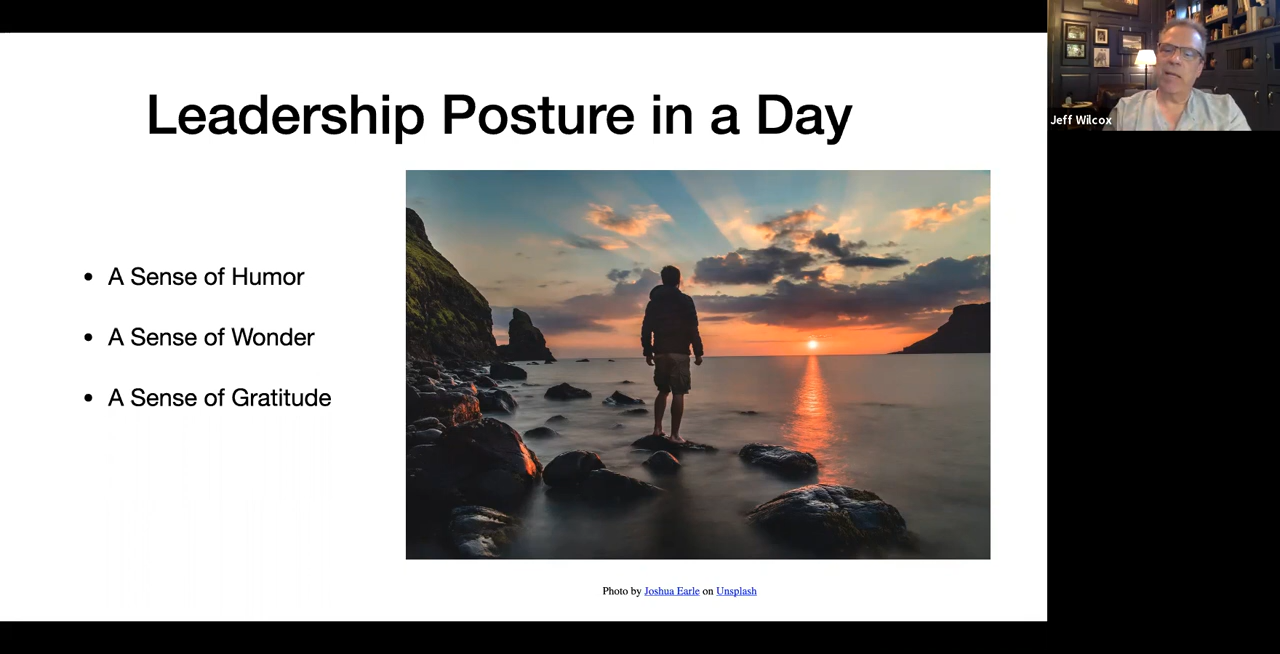 Leadership Posture in a Day
• A Sense of Humor
• A Sense of Wonder
• A Sense of Gratitude
Photo by Joshua Earle on Unsplash
Jeff Wilcox